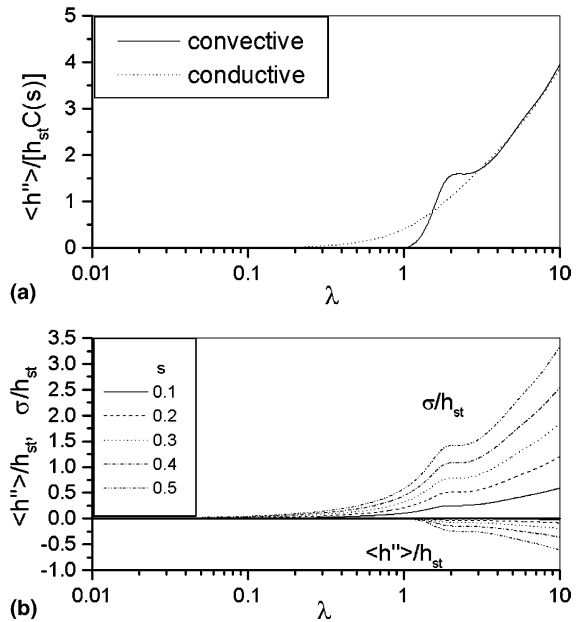 5
4
3
2
1
0
<h''>/[h_st C(s)]
convective
conductive
0.01 0.1 1 10
λ
(a)
3.5
3.0
2.5
2.0
1.5
1.0
0.5
0.0
-0.5
-1.0
<h''>/h_st, σ/h_st
s
0.1
0.2
0.3
0.4
0.5
σ/h_st
<h''>/h_st
0.01 0.1 1 10
λ
(b)